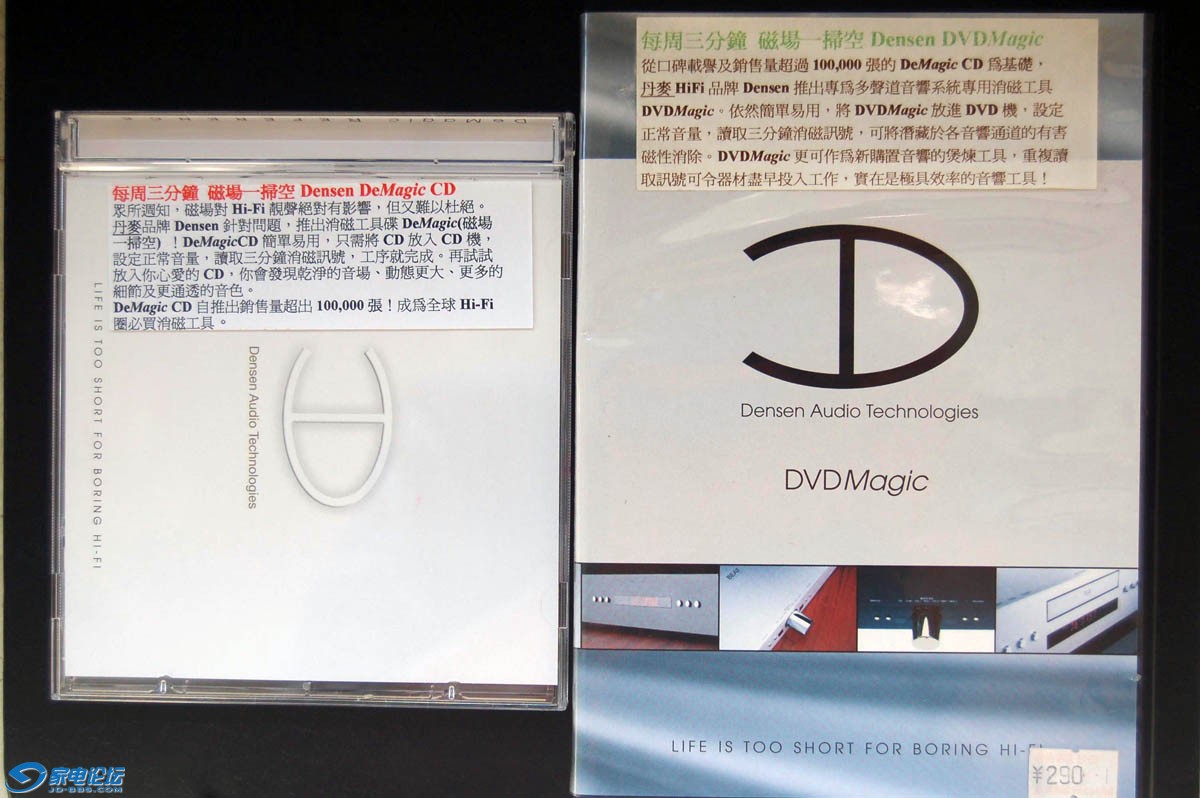 DeMagic REFERENCE
每周三分鐘 磁場一掃空 Densen DeMagic CD
眾所週知，磁場對 Hi-Fi 靚聲絕對有影響，但又難以杜絕。
丹麥品牌 Densen 針對問題，推出消磁工具碟 DeMagic(磁場
一掃空) ！DeMagicCD 簡單易用，只需將 CD 放入 CD 機，
設定正常音量，讀取三分鐘消磁訊號，工序就完成。再試試
放入你心愛的 CD，你會發現乾淨的音場、動態更大、更多的
細節及更通透的音色。
DeMagic CD 自推出銷售量超出 100,000 張！成爲全球 Hi-Fi
圈必買消磁工具。
LIFE IS TOO SHORT FOR BORING HI-FI
Densen Audio Technologies
每周三分鐘 磁場一掃空 Densen DVDMagic
從口碑載譽及銷售量超過 100,000 張的 DeMagic CD 爲基礎，
丹麥 HiFi 品牌 Densen 推出專爲多聲道音響系統專用消磁工具
DVDMagic。依然簡單易用，將 DVDMagic 放進 DVD 機，設定
正常音量，讀取三分鐘消磁訊號，可將潛藏於各音響通道的有害
磁性消除。DVDMagic 更可作爲新購置音響的煲煉工具，重複讀
取訊號可令器材盡早投入工作，實在是極具效率的音響工具！
Densen Audio Technologies
DVDMagic
BEAT
LIFE IS TOO SHORT FOR BORING HI-FI
¥290
家电论坛
JD-BBS.COM